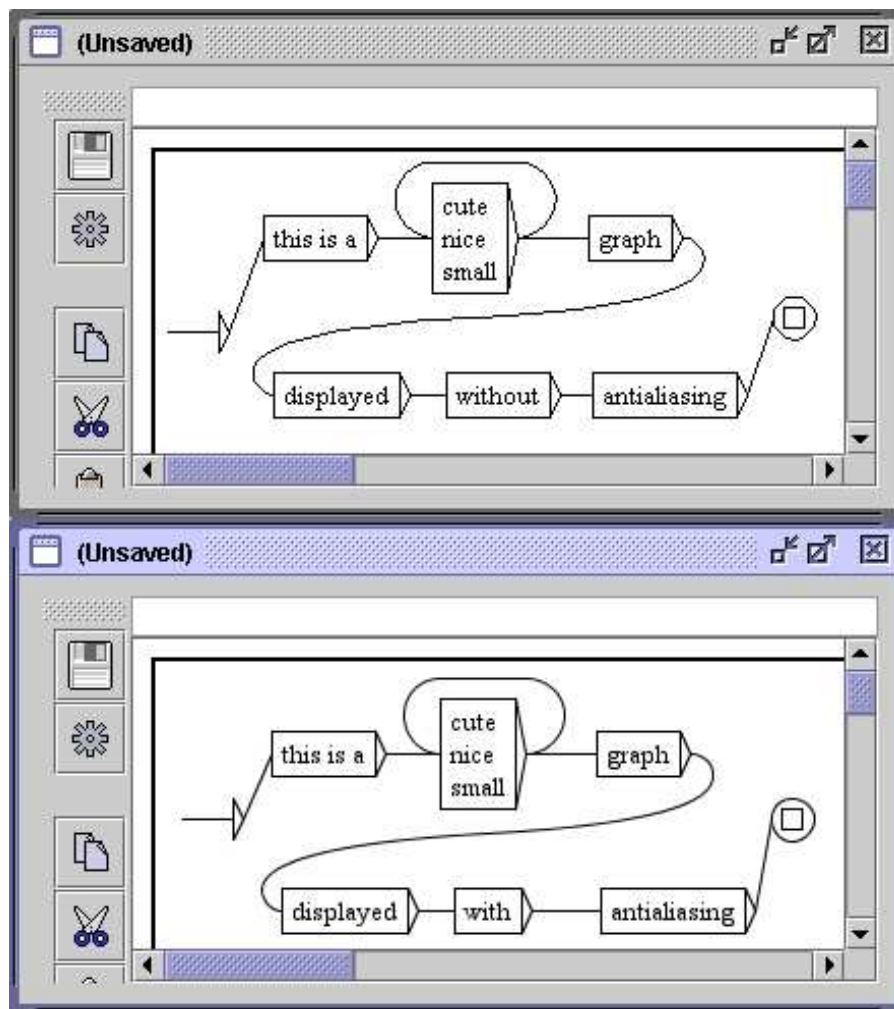 (Unsaved)
this is a
cute
nice
small
graph
displayed
without
antialiasing
(Unsaved)
this is a
cute
nice
small
graph
displayed
with
antialiasing